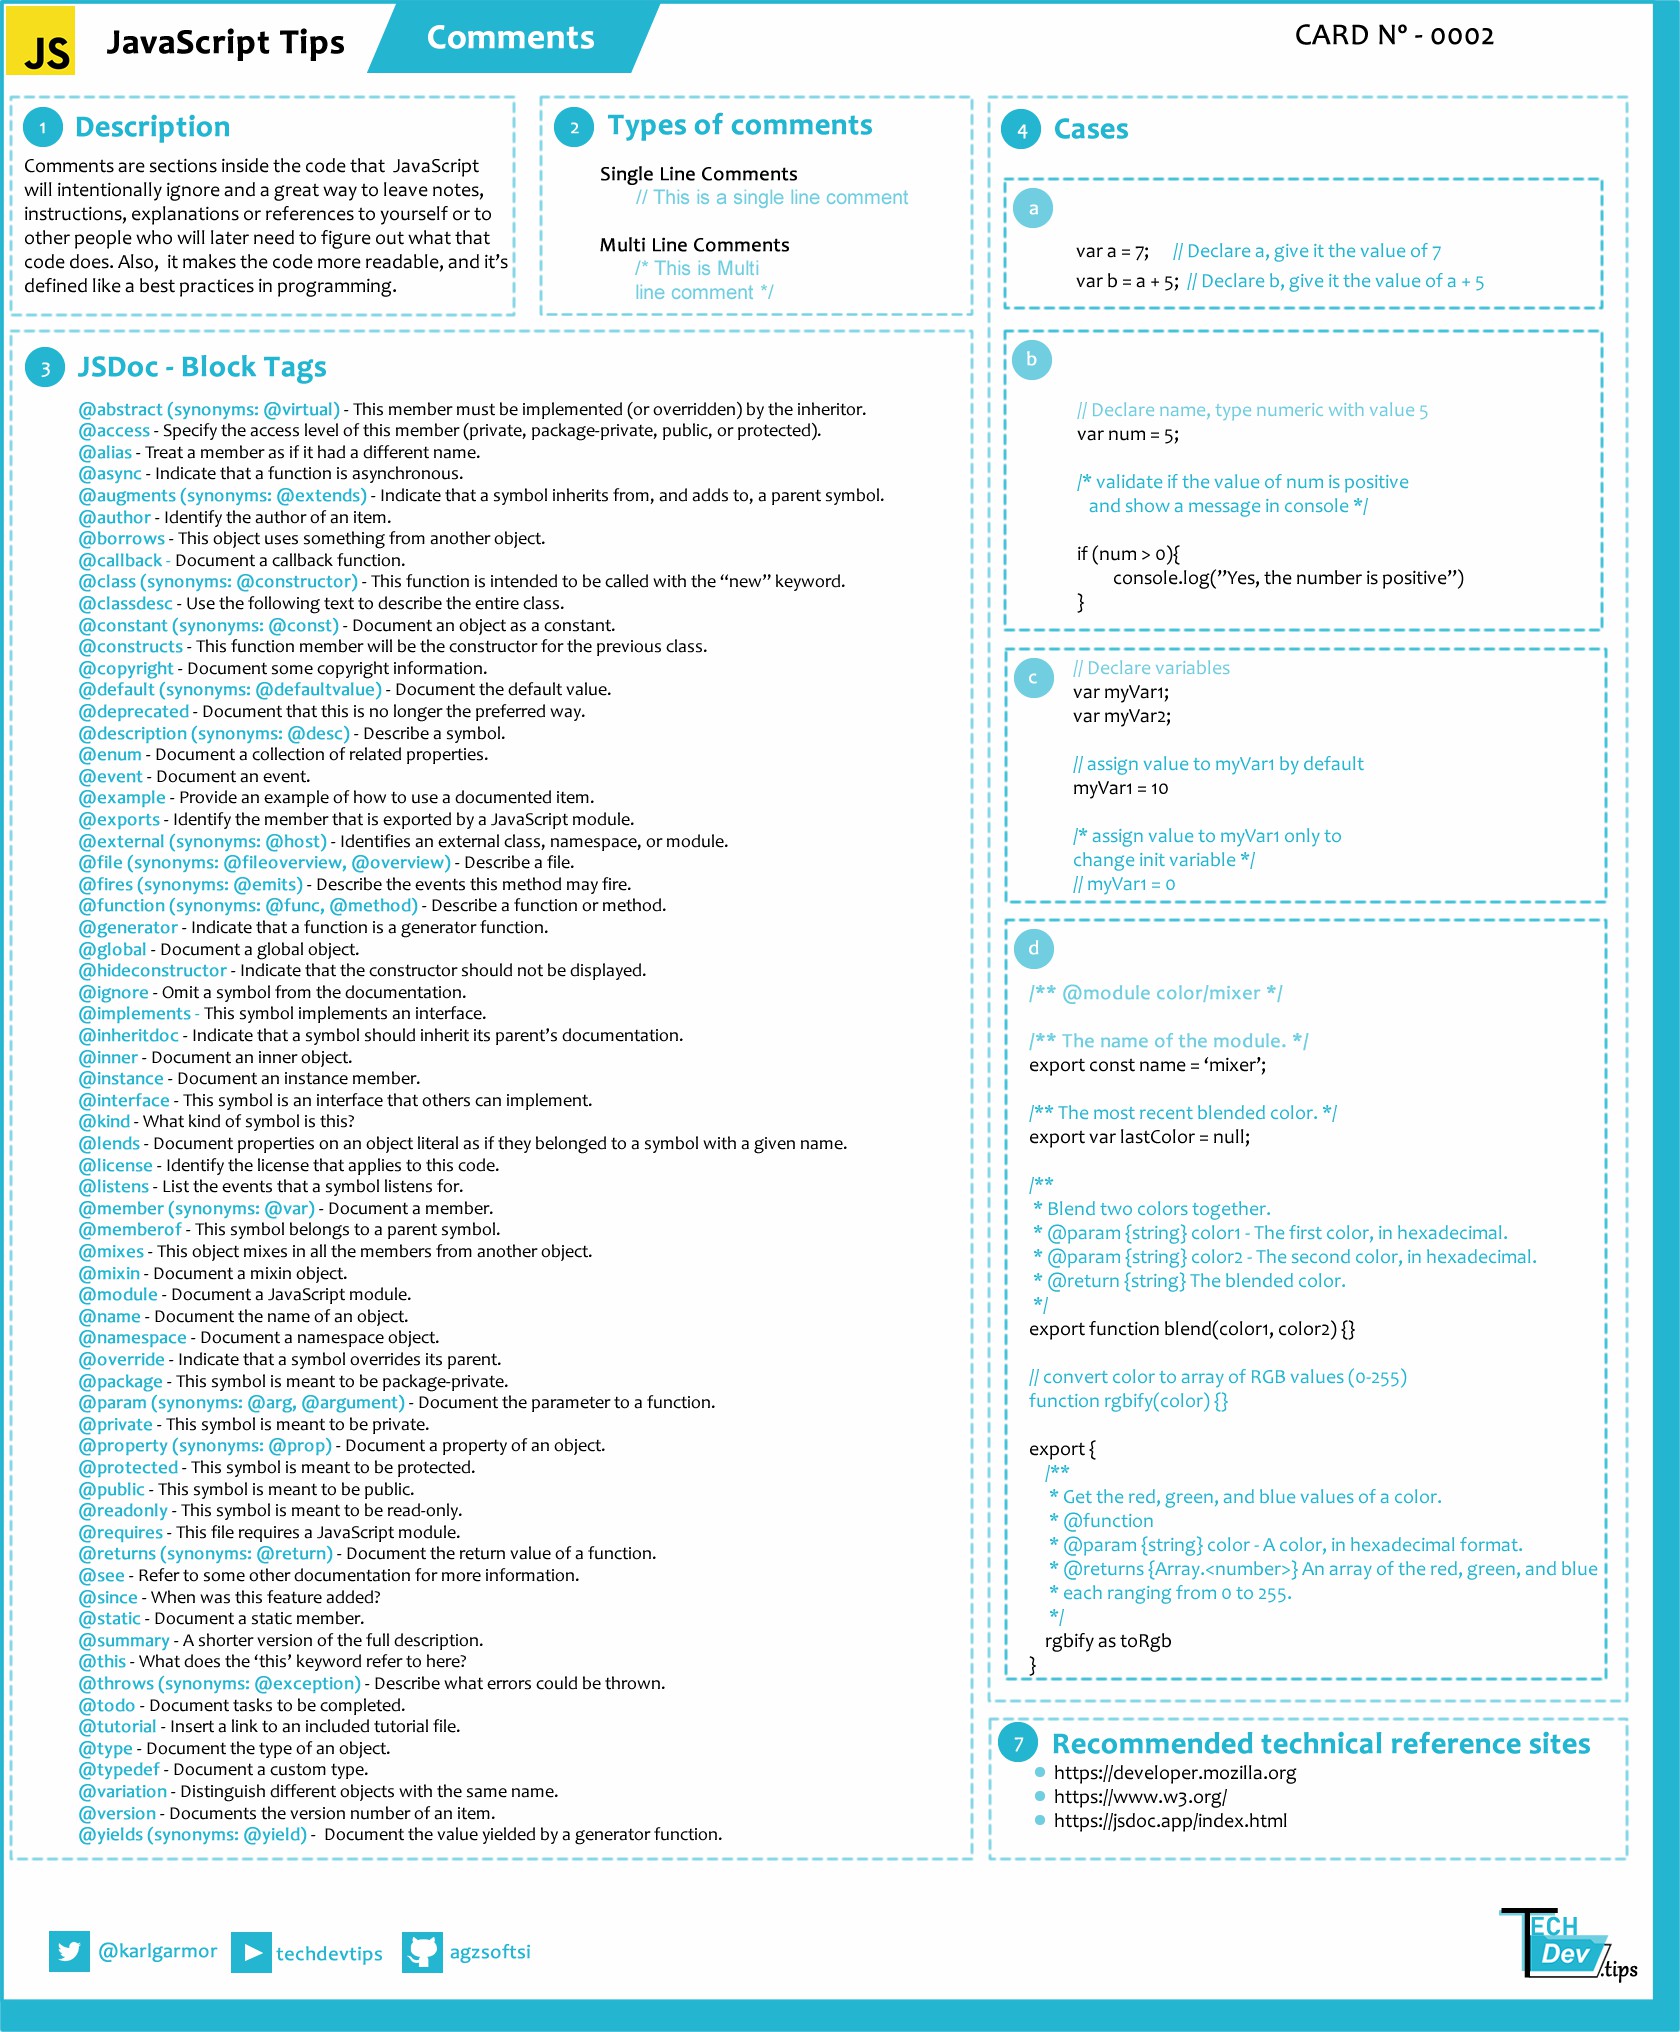 JS JavaScript Tips Comments CARD Nº - 0002
1 Description
Comments are sections inside the code that JavaScript
will intentionally ignore and a great way to leave notes,
instructions, explanations or references to yourself or to
other people who will later need to figure out what that
code does. Also, it makes the code more readable, and it’s
defined like a best practices in programming.
2 Types of comments
Single Line Comments
// This is a single line comment
Multi Line Comments
/* This is Multi
line comment */
3 JSDoc - Block Tags
@abstract (synonyms: @virtual) - This member must be implemented (or overridden) by the inheritor.
@access - Specify the access level of this member (private, package-private, public, or protected).
@alias - Treat a member as if it had a different name.
@async - Indicate that a function is asynchronous.
@augments (synonyms: @extends) - Indicate that a symbol inherits from, and adds to, a parent symbol.
@author - Identify the author of an item.
@borrows - This object uses something from another object.
@callback - Document a callback function.
@class (synonyms: @constructor) - This function is intended to be called with the “new” keyword.
@classdesc - Use the following text to describe the entire class.
@constant (synonyms: @const) - Document an object as a constant.
@constructs - This function member will be the constructor for the previous class.
@copyright - Document some copyright information.
@default (synonyms: @defaultvalue) - Document the default value.
@deprecated - Document that this is no longer the preferred way.
@description (synonyms: @desc) - Describe a symbol.
@enum - Document a collection of related properties.
@event - Document an event.
@example - Provide an example of how to use a documented item.
@exports - Identify the member that is exported by a JavaScript module.
@external (synonyms: @host) - Identifies an external class, namespace, or module.
@file (synonyms: @fileoverview, @overview) - Describe a file.
@fires (synonyms: @emits) - Describe the events this method may fire.
@function (synonyms: @func, @method) - Describe a function or method.
@generator - Indicate that a function is a generator function.
@global - Document a global object.
@hideconstructor - Indicate that the constructor should not be displayed.
@ignore - Omit a symbol from the documentation.
@implements - This symbol implements an interface.
@inheritdoc - Indicate that a symbol should inherit its parent’s documentation.
@inner - Document an inner object.
@instance - Document an instance member.
@interface - This symbol is an interface that others can implement.
@kind - What kind of symbol is this?
@lends - Document properties on an object literal as if they belonged to a symbol with a given name.
@license - Identify the license that applies to this code.
@listens - List the events that a symbol listens for.
@member (synonyms: @var) - Document a member.
@memberof - This symbol belongs to a parent symbol.
@mixes - This object mixes in all the members from another object.
@mixin - Document a mixin object.
@module - Document a JavaScript module.
@name - Document the name of an object.
@namespace - Document a namespace object.
@override - Indicate that a symbol overrides its parent.
@package - This symbol is meant to be package-private.
@param (synonyms: @arg, @argument) - Document the parameter to a function.
@private - This symbol is meant to be private.
@property (synonyms: @prop) - Document a property of an object.
@protected - This symbol is meant to be protected.
@public - This symbol is meant to be public.
@readonly - This symbol is meant to be read-only.
@requires - This file requires a JavaScript module.
@returns (synonyms: @return) - Document the return value of a function.
@see - Refer to some other documentation for more information.
@since - When was this feature added?
@static - Document a static member.
@summary - A shorter version of the full description.
@this - What does the ‘this’ keyword refer to here?
@throws (synonyms: @exception) - Describe what errors could be thrown.
@todo - Document tasks to be completed.
@tutorial - Insert a link to an included tutorial file.
@type - Document the type of an object.
@typedef - Document a custom type.
@variation - Distinguish different objects with the same name.
@version - Documents the version number of an item.
@yields (synonyms: @yield) - Document the value yielded by a generator function.
4 Cases
a
var a = 7; // Declare a, give it the value of 7
var b = a + 5; // Declare b, give it the value of a + 5
b
// Declare name, type numeric with value 5
var num = 5;
/* validate if the value of num is positive
and show a message in console */
if (num > 0){
console.log(”Yes, the number is positive”)
}
c
// Declare variables
var myVar1;
var myVar2;
// assign value to myVar1 by default
myVar1 = 10
/* assign value to myVar1 only to
change init variable */
// myVar1 = 0
d
/** @module color/mixer */
/** The name of the module. */
export const name = ‘mixer’;
/** The most recent blended color. */
export var lastColor = null;
/**
* Blend two colors together.
* @param {string} color1 - The first color, in hexadecimal.
* @param {string} color2 - The second color, in hexadecimal.
* @return {string} The blended color.
*/
export function blend(color1, color2) {}
// convert color to array of RGB values (0-255)
function rgbify(color) {}
export {
/**
* Get the red, green, and blue values of a color.
* @function
* @param {string} color - A color, in hexadecimal format.
* @returns {Array.<number>} An array of the red, green, and blue
* each ranging from 0 to 255.
*/
rgbify as toRgb
}
7 Recommended technical reference sites
https://developer.mozilla.org
https://www.w3.org/
https://jsdoc.app/index.html
@karlgarmor techdevtips agzsoftsi
TECH
Dev
.tips